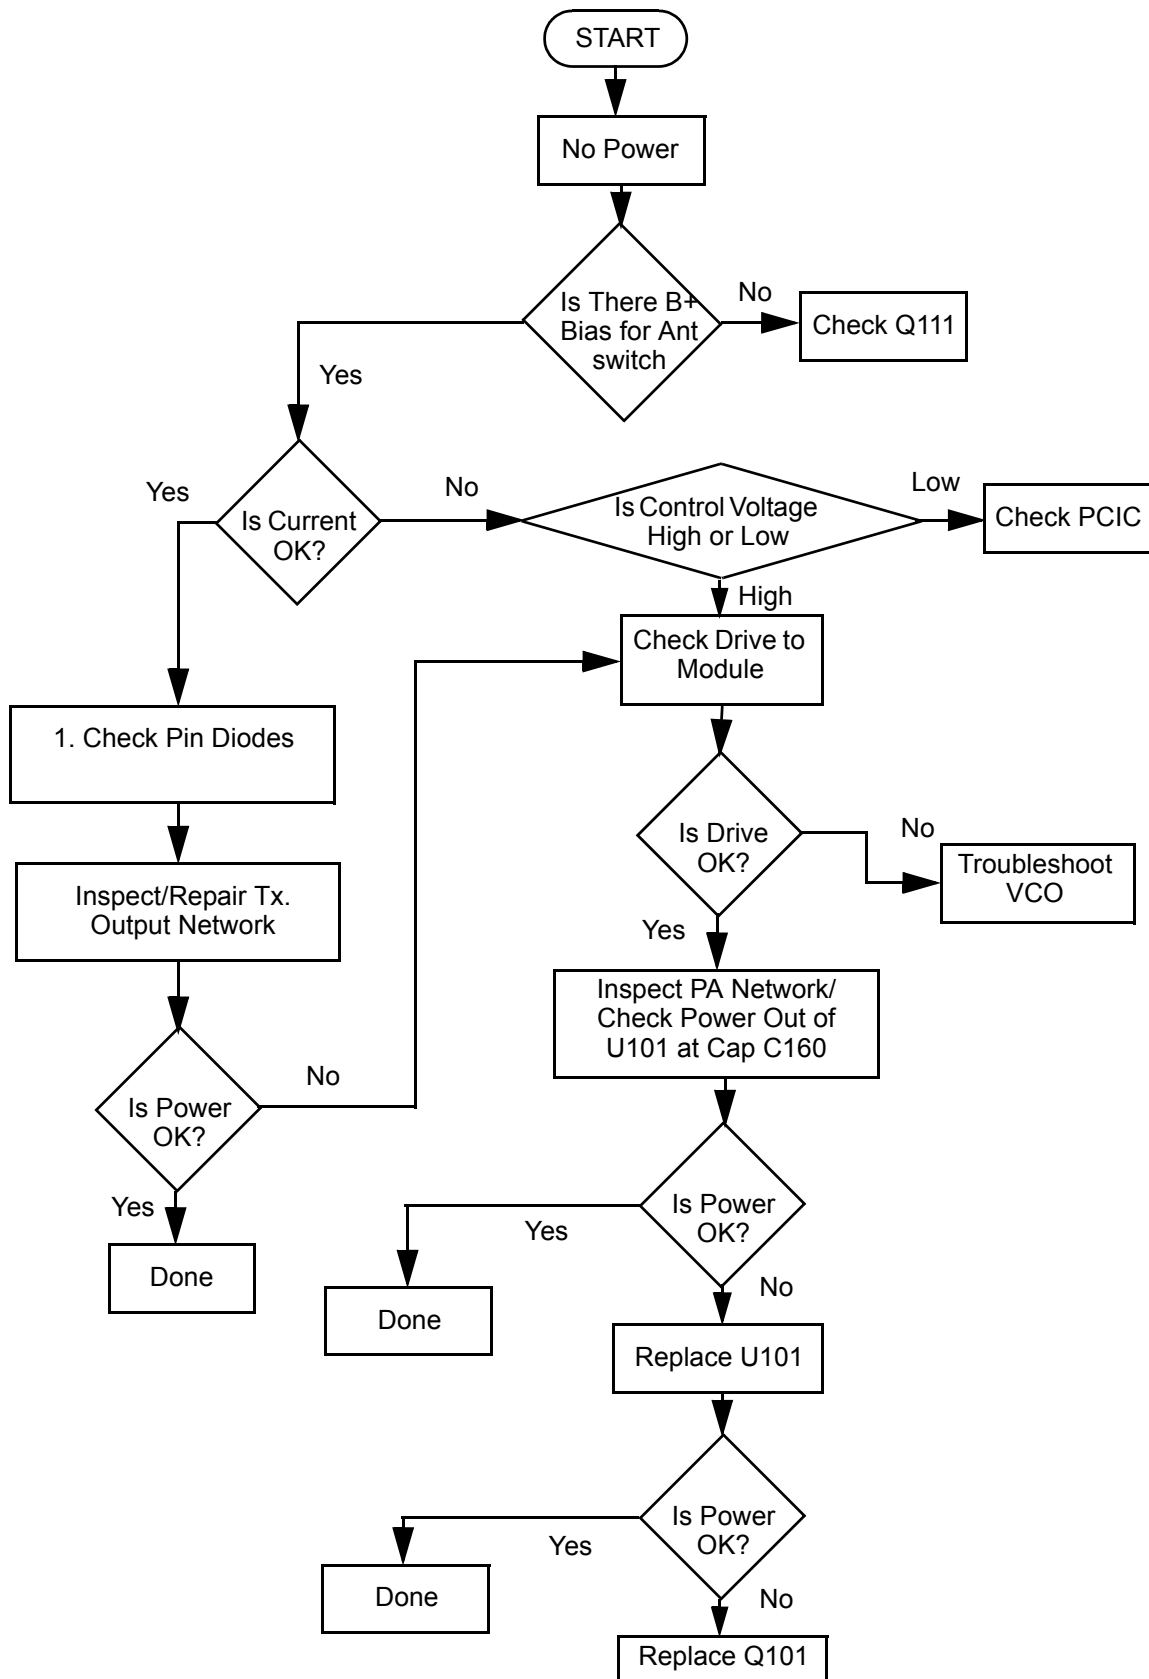 START
No Power
Is There B+
Bias for Ant
switch
No
Check Q111
Yes
Is Current
OK?
Yes
No
Is Control Voltage
High or Low
Low
Check PCIC
High
Check Drive to
Module
1. Check Pin Diodes
Is Drive
OK?
No
Troubleshoot
VCO
Inspect/Repair Tx.
Output Network
Yes
Inspect PA Network/
Check Power Out of
U101 at Cap C160
Is Power
OK?
No
Yes
Done
Is Power
OK?
Yes
Done
No
Replace U101
Is Power
OK?
Yes
Done
No
Replace Q101